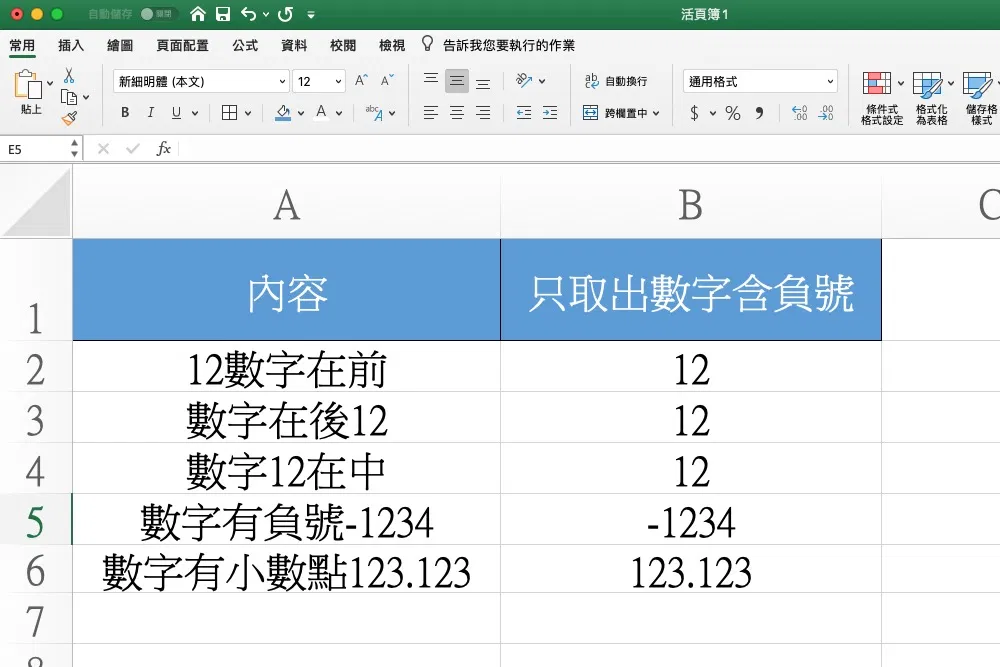 自動儲存 關閉 活頁簿1
常用 插入 繪圖 頁面配置 公式 資料 校閱 檢視 告訴我您要執行的作業
貼上 新細明體 (本文) 12 A A ab 自動換行 通用格式
B I U A abc A 跨欄置中 $ % 條件式格式設定 格式化為表格 儲存格樣式
E5 fx
A B C
1 內容 只取出數字含負號
2 12數字在前 12
3 數字在後12 12
4 數字12在中 12
5 數字有負號-1234 -1234
6 數字有小數點123.123 123.123
7
8